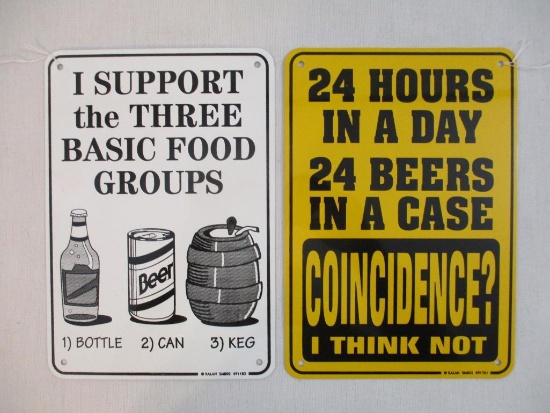 I SUPPORT
the THREE
BASIC FOOD
GROUPS
Beer
1) BOTTLE 2) CAN 3) KEG
24 HOURS
IN A DAY
24 BEERS
IN A CASE
COINCIDENCE?
I THINK NOT